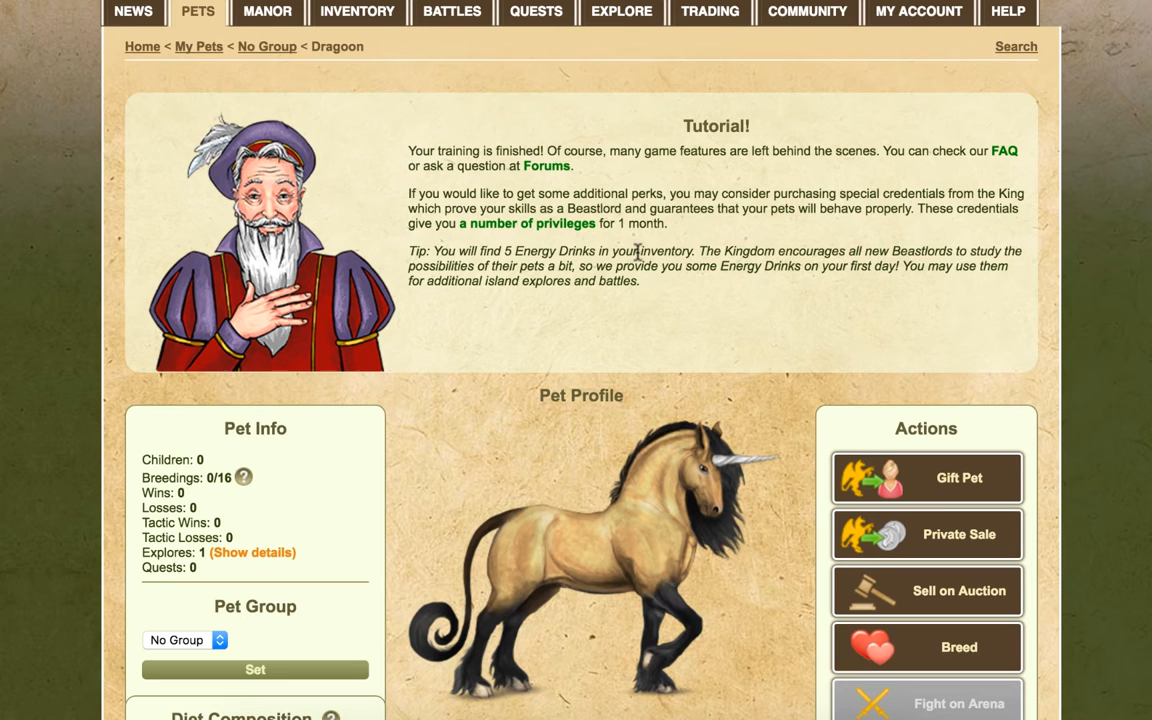 NEWS PETS MANOR INVENTORY BATTLES QUESTS EXPLORE TRADING COMMUNITY MY ACCOUNT HELP
Home < My Pets < No Group < Dragoon Search
Tutorial!
Your training is finished! Of course, many game features are left behind the scenes. You can check our FAQ
or ask a question at Forums.
If you would like to get some additional perks, you may consider purchasing special credentials from the King
which prove your skills as a Beastlord and guarantees that your pets will behave properly. These credentials
give you a number of privileges for 1 month.
Tip: You will find 5 Energy Drinks in your inventory. The Kingdom encourages all new Beastlords to study the
possibilities of their pets a bit, so we provide you some Energy Drinks on your first day! You may use them
for additional island explores and battles.
Pet Profile
Pet Info
Children: 0
Breedings: 0/16 ?
Wins: 0
Losses: 0
Tactic Wins: 0
Tactic Losses: 0
Explores: 1 (Show details)
Quests: 0
Pet Group
No Group
Set
Diet Composition ?
Actions
Gift Pet
Private Sale
Sell on Auction
Breed
Fight on Arena